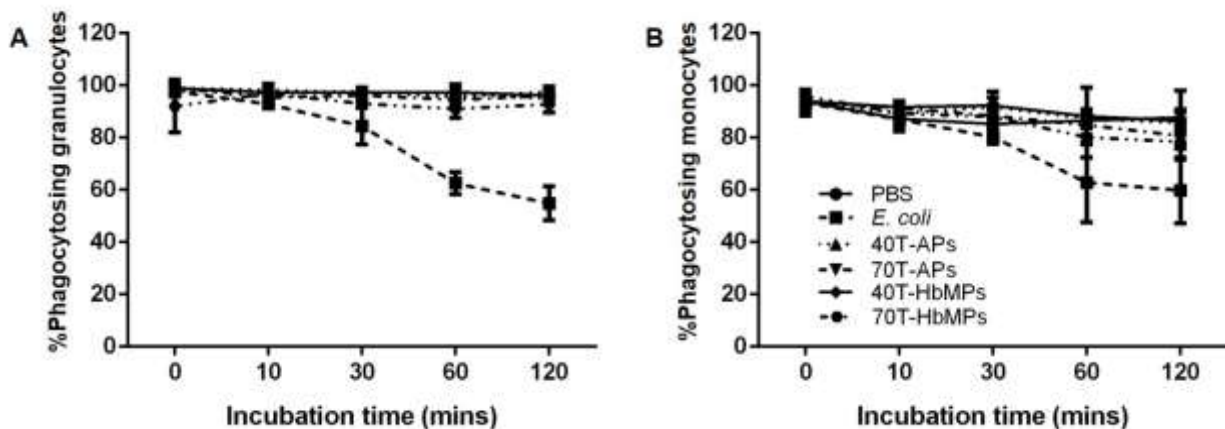 A
%Phagocytosing granulocytes
120
100
80
60
40
20
0
0 10 30 60 120
Incubation time (mins)
B
%Phagocytosing monocytes
120
100
80
60
40
20
0
PBS
E. coli
40T-APs
70T-APs
40T-HbMPs
70T-HbMPs
0 10 30 60 120
Incubation time (mins)